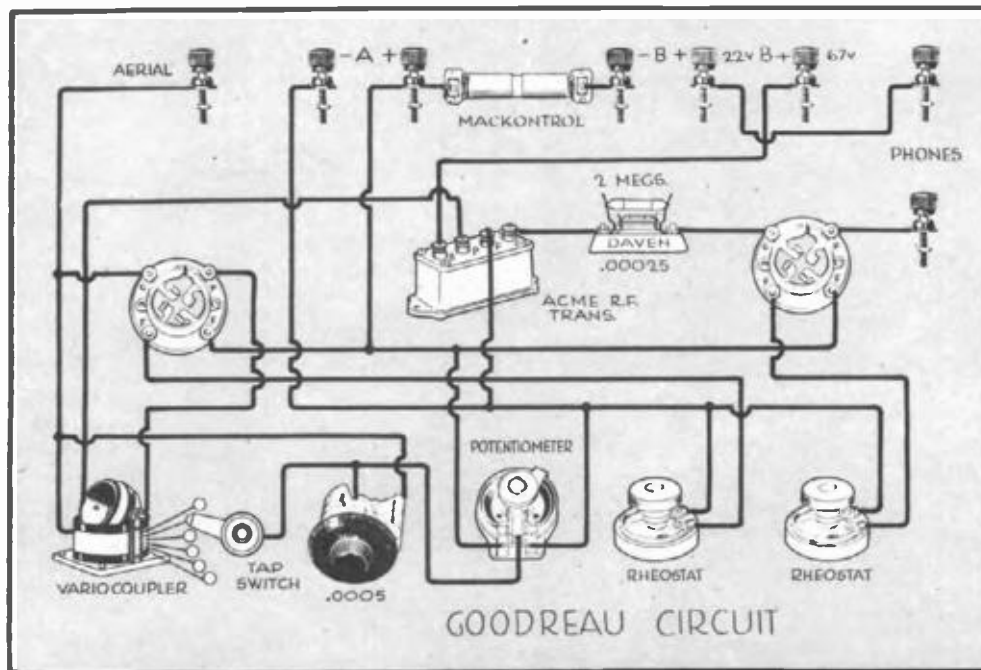 AERIAL
-A+
-B+ 22V B+ 67V
MACKONTROL
PHONES
2 MEGS.
DAVEN
.00025
ACME R.F.
TRANS.
POTENTIOMETER
VARIOCOUPLER
TAP
SWITCH
.0005
RHEOSTAT
RHEOSTAT
GOODREAU CIRCUIT